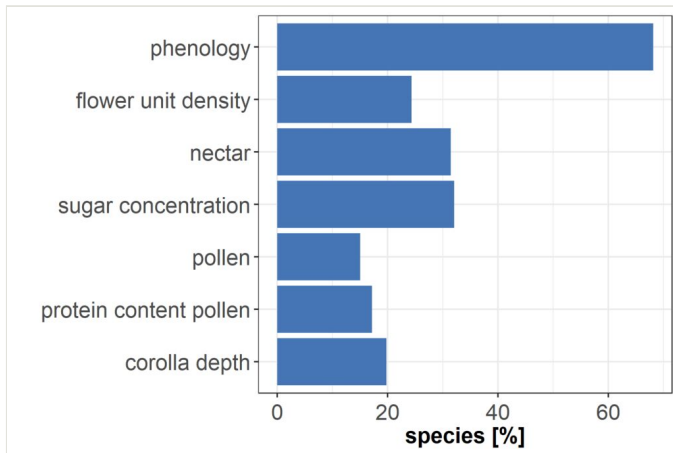 phenology
flower unit density
nectar
sugar concentration
pollen
protein content pollen
corolla depth
0 20 40 60
species [%]